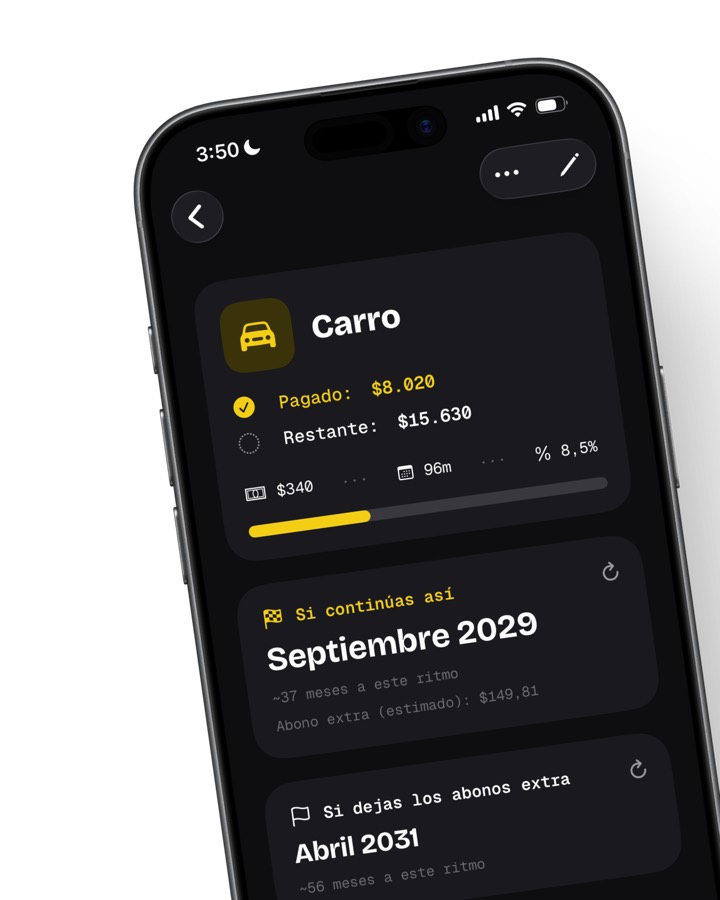 3:50
Carro
Pagado: $8.020
Restante: $15.630
$340 ... 96m ... % 8,5%
Si continúas así
Septiembre 2029
~37 meses a este ritmo
Abono extra (estimado): $149,81
Si dejas los abonos extra
Abril 2031
~56 meses a este ritmo